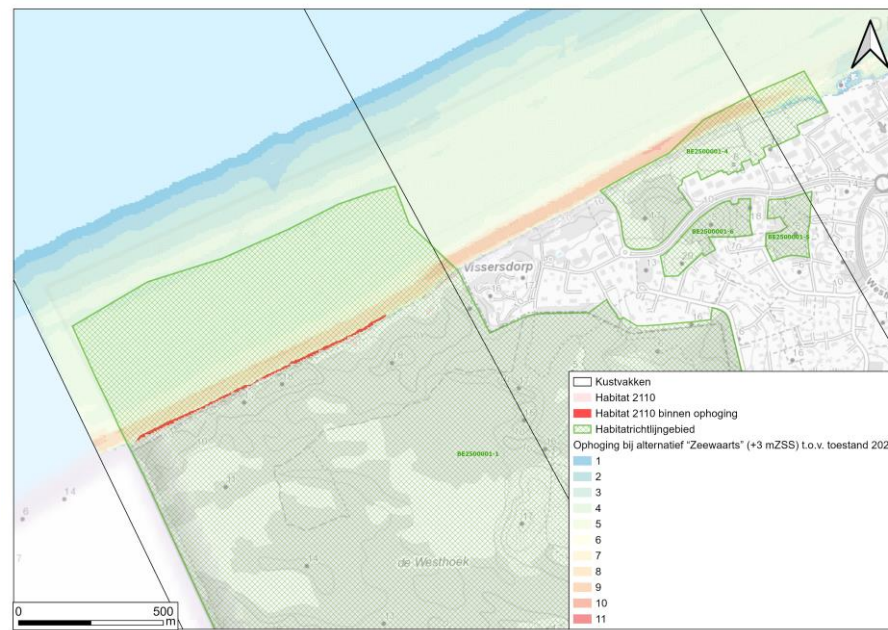 BE2500001-4
BE2500001-6
BE2500001-5
Vissersdorp
BE2500001-1
de Westhoek
Kustvakken
Habitat 2110
Habitat 2110 binnen ophoging
Habitatrichtlijngebied
Ophoging bij alternatief "Zeewaarts" (+3 mZSS) t.o.v. toestand 202
1
2
3
4
5
6
7
8
9
10
11
0 500
m